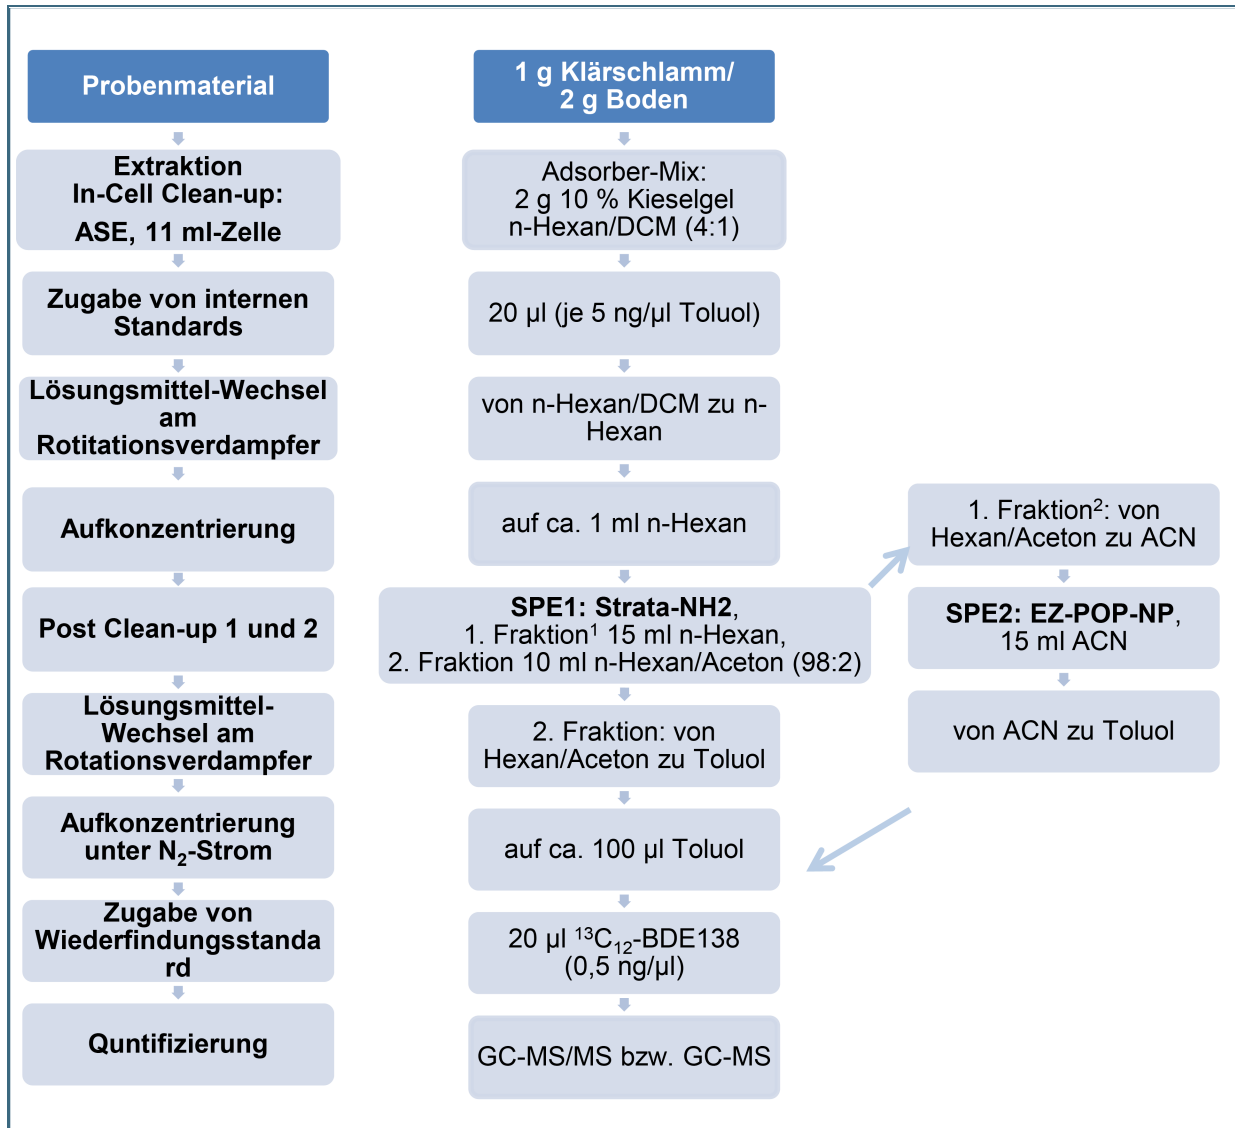 Probenmaterial
Extraktion
In-Cell Clean-up:
ASE, 11 ml-Zelle
Zugabe von internen
Standards
Lösungsmittel-Wechsel
am
Rotitationsverdampfer
Aufkonzentrierung
Post Clean-up 1 und 2
Lösungsmittel-
Wechsel am
Rotationsverdampfer
Aufkonzentrierung
unter N₂-Strom
Zugabe von
Wiederfindungsstanda
rd
Quntifizierung
1 g Klärschlamm/
2 g Boden
Adsorber-Mix:
2 g 10 % Kieselgel
n-Hexan/DCM (4:1)
20 µl (je 5 ng/µl Toluol)
von n-Hexan/DCM zu n-
Hexan
auf ca. 1 ml n-Hexan
SPE1: Strata-NH2,
1. Fraktion¹ 15 ml n-Hexan,
2. Fraktion 10 ml n-Hexan/Aceton (98:2)
2. Fraktion: von
Hexan/Aceton zu Toluol
auf ca. 100 µl Toluol
20 µl ¹³C₁₂-BDE138
(0,5 ng/µl)
GC-MS/MS bzw. GC-MS
1. Fraktion²: von
Hexan/Aceton zu ACN
SPE2: EZ-POP-NP,
15 ml ACN
von ACN zu Toluol